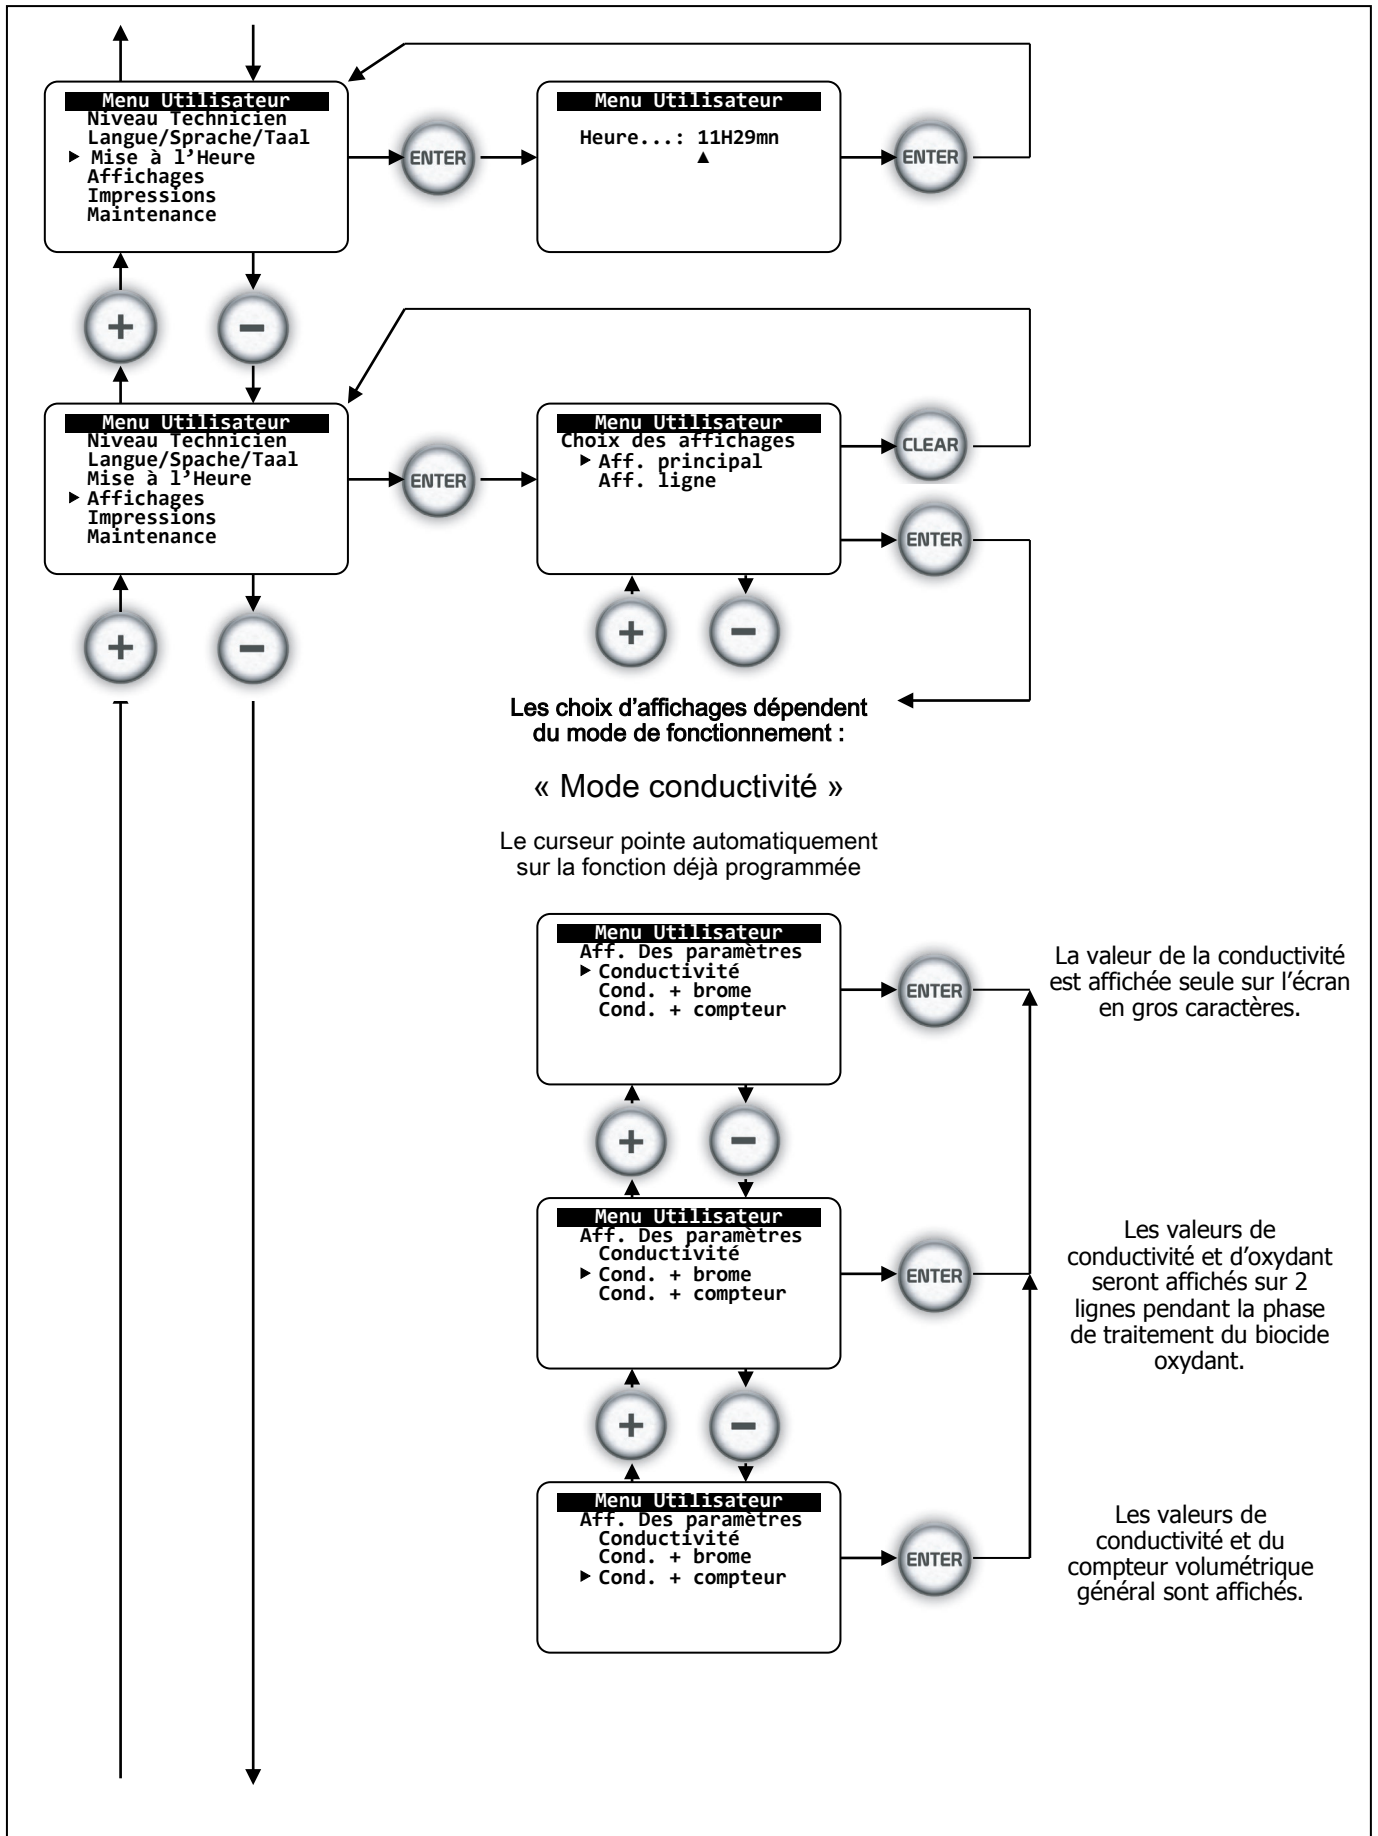 Menu Utilisateur
Niveau Technicien
Langue/Sprache/Taal
▶ Mise à l’Heure
Affichages
Impressions
Maintenance
ENTER
Menu Utilisateur
Heure...: 11H29mn
▲
ENTER
+
−
Menu Utilisateur
Niveau Technicien
Langue/Spache/Taal
Mise à l’Heure
▶ Affichages
Impressions
Maintenance
ENTER
Menu Utilisateur
Choix des affichages
▶ Aff. principal
Aff. ligne
CLEAR
ENTER
+
−
+
−
Les choix d’affichages dépendent
du mode de fonctionnement :
« Mode conductivité »
Le curseur pointe automatiquement
sur la fonction déjà programmée
Menu Utilisateur
Aff. Des paramètres
▶ Conductivité
Cond. + brome
Cond. + compteur
ENTER
La valeur de la conductivité
est affichée seule sur l’écran
en gros caractères.
+
−
Menu Utilisateur
Aff. Des paramètres
Conductivité
▶ Cond. + brome
Cond. + compteur
ENTER
Les valeurs de
conductivité et d’oxydant
seront affichés sur 2
lignes pendant la phase
de traitement du biocide
oxydant.
+
−
Menu Utilisateur
Aff. Des paramètres
Conductivité
Cond. + brome
▶ Cond. + compteur
ENTER
Les valeurs de
conductivité et du
compteur volumétrique
général sont affichés.